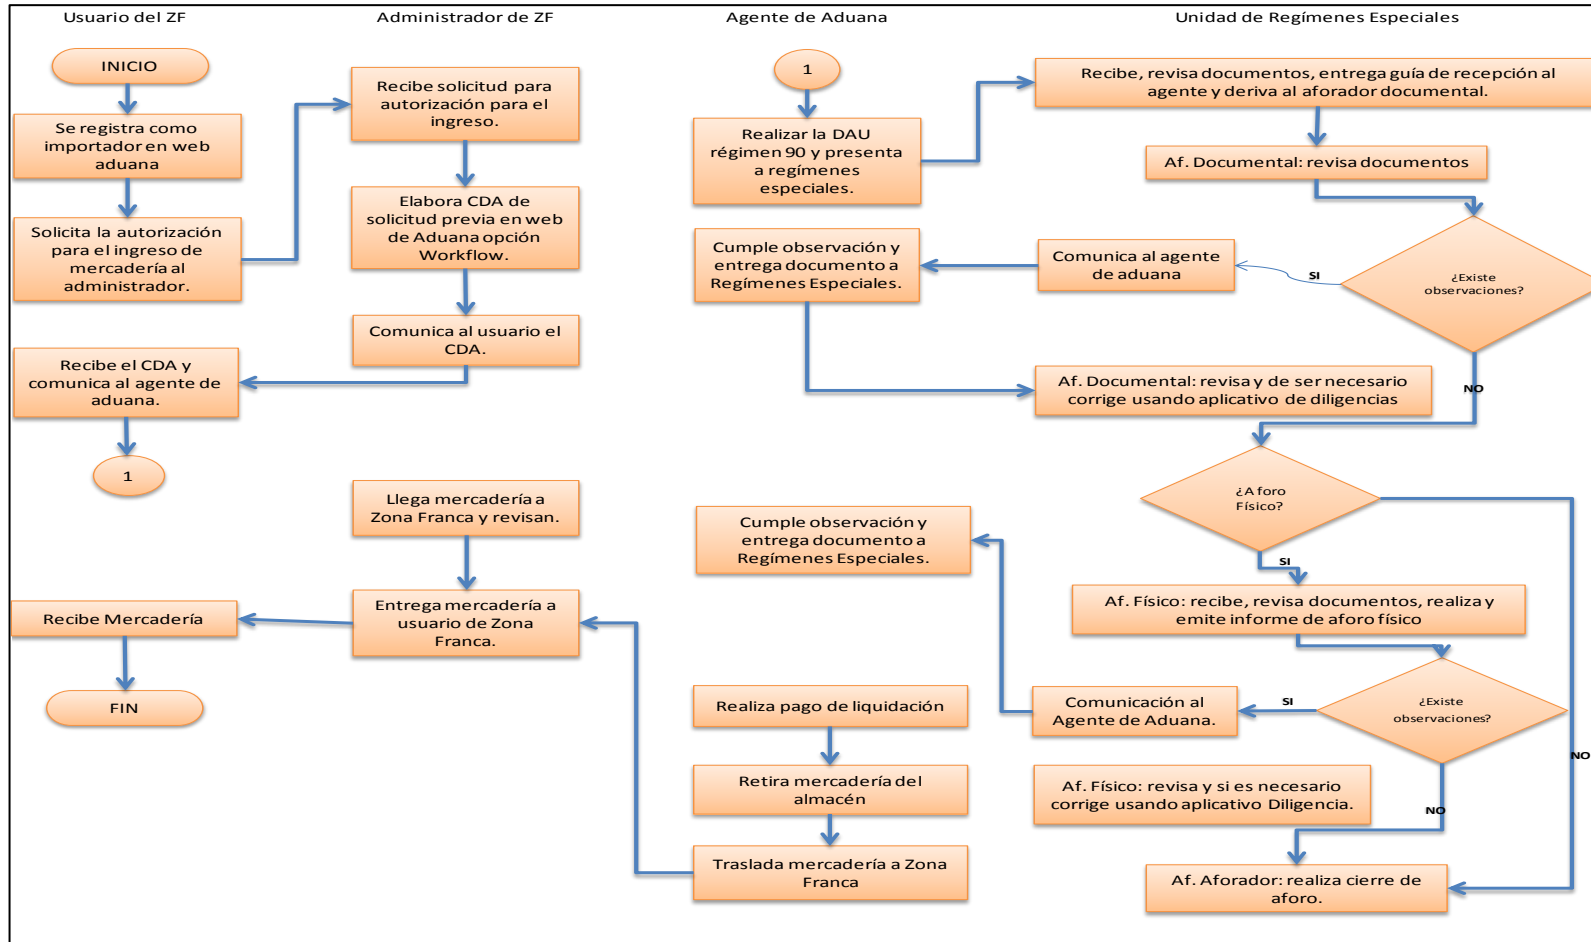 Usuario del ZF
Administrador de ZF
Agente de Aduana
Unidad de Regímenes Especiales
INICIO
Se registra como
importador en web
aduana
Solicita la autorización
para el ingreso de
mercadería al
administrador.
Recibe solicitud para
autorización para el
ingreso.
Elabora CDA de
solicitud previa en web
de Aduana opción
Workflow.
Comunica al usuario el
CDA.
Recibe el CDA y
comunica al agente de
aduana.
1
1
Realizar la DAU
régimen 90 y presenta
a regímenes
especiales.
Recibe, revisa documentos, entrega guía de recepción al
agente y deriva al aforador documental.
Af. Documental: revisa documentos
¿Existe
observaciones?
SI
Comunica al agente
de aduana
Cumple observación y
entrega documento a
Regímenes Especiales.
Af. Documental: revisa y de ser necesario
corrige usando aplicativo de diligencias
NO
¿A foro
Físico?
SI
NO
Af. Físico: recibe, revisa documentos, realiza y
emite informe de aforo físico
¿Existe
observaciones?
SI
Comunicación al
Agente de Aduana.
Cumple observación y
entrega documento a
Regímenes Especiales.
Af. Físico: revisa y si es necesario
corrige usando aplicativo Diligencia.
NO
Af. Aforador: realiza cierre de
aforo.
Realiza pago de liquidación
Retira mercadería del
almacén
Traslada mercadería a Zona
Franca
Llega mercadería a
Zona Franca y revisan.
Entrega mercadería a
usuario de Zona
Franca.
Recibe Mercadería
FIN